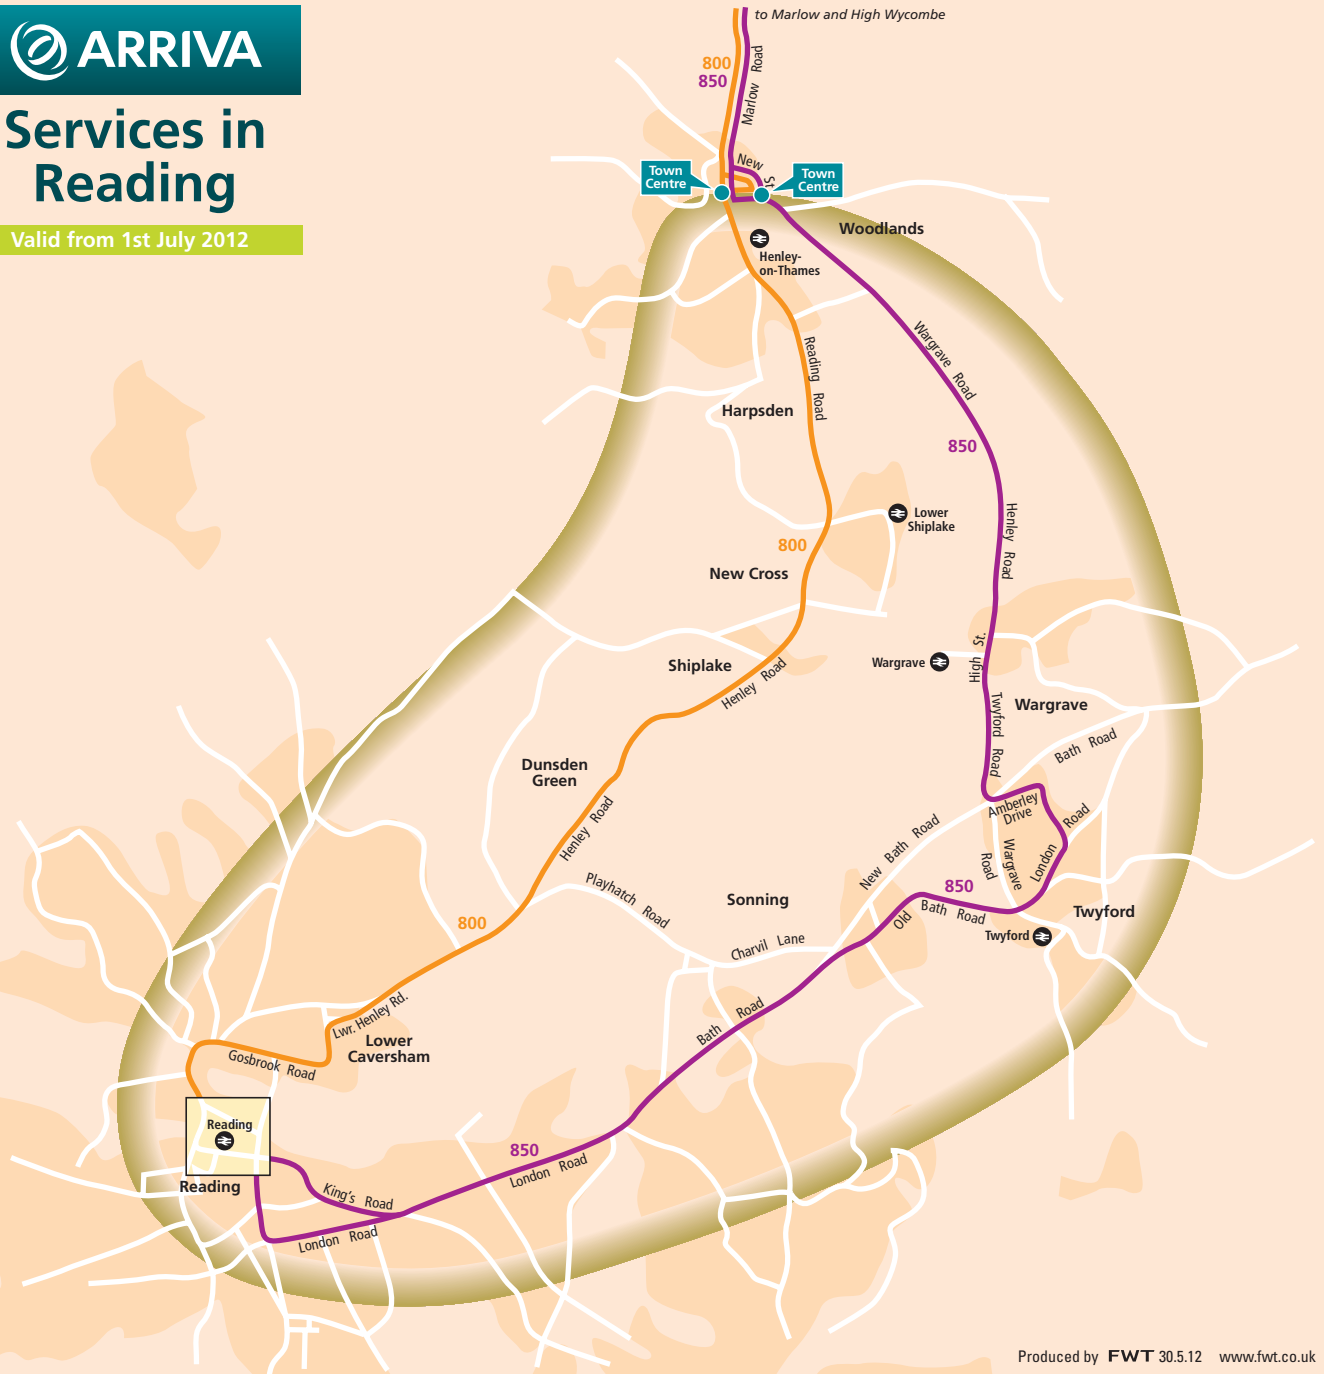 ARRIVA
Services in
Reading
Valid from 1st July 2012
to Marlow and High Wycombe
800
850
Marlow Road
New St.
Town
Centre
Town
Centre
Woodlands
Henley-
on-Thames
Wargrave Road
Reading Road
Harpsden
850
Lower
Shiplake
Henley Road
800
New Cross
High St.
Wargrave
Shiplake
Henley Road
Twyford Road
Wargrave
Bath Road
Dunsden
Green
Amberley
Drive
Henley Road
New Bath Road
London Road
Wargrave Road
Playhatch Road
850
Sonning
Old Bath Road
Twyford
800
Twyford
Charvil Lane
Lwr. Henley Rd.
Bath Road
Lower
Caversham
Gosbrook Road
Reading
Reading
850
London Road
King's Road
London Road
Produced by FWT 30.5.12 www.fwt.co.uk